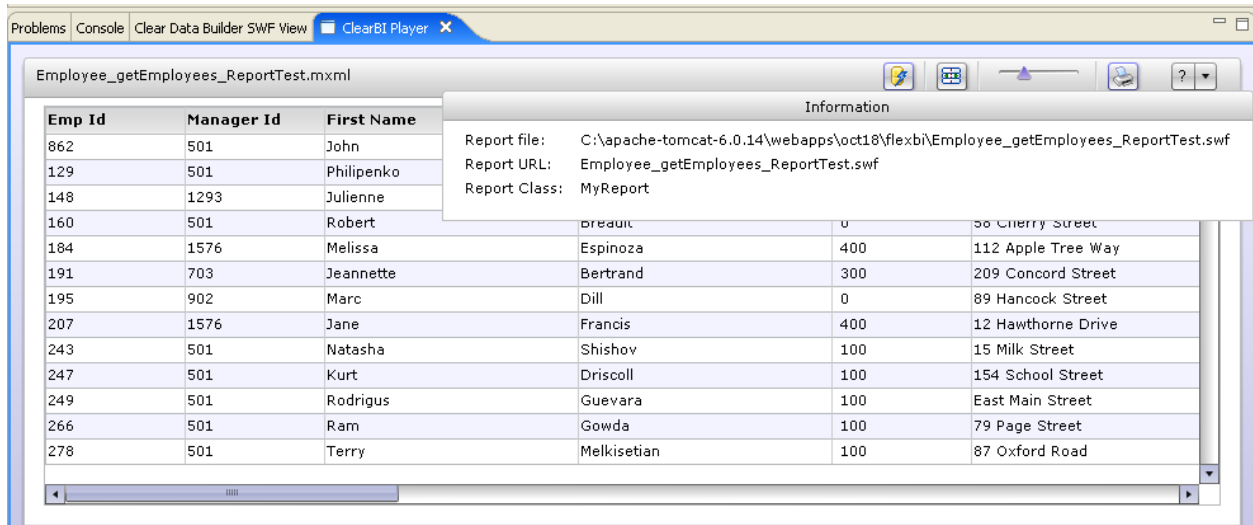 Problems Console Clear Data Builder SWF View ClearBI Player
Employee_getEmployees_ReportTest.mxml ?
Information
Emp Id Manager Id First Name
Report file: C:\apache-tomcat-6.0.14\webapps\oct18\flexbi\Employee_getEmployees_ReportTest.swf
Report URL: Employee_getEmployees_ReportTest.swf
Report Class: MyReport
862 501 John
129 501 Philipenko
148 1293 Julienne
160 501 Robert Breault 0 58 Cherry Street
184 1576 Melissa Espinoza 400 112 Apple Tree Way
191 703 Jeannette Bertrand 300 209 Concord Street
195 902 Marc Dill 0 89 Hancock Street
207 1576 Jane Francis 400 12 Hawthorne Drive
243 501 Natasha Shishov 100 15 Milk Street
247 501 Kurt Driscoll 100 154 School Street
249 501 Rodrigus Guevara 100 East Main Street
266 501 Ram Gowda 100 79 Page Street
278 501 Terry Melkisetian 100 87 Oxford Road